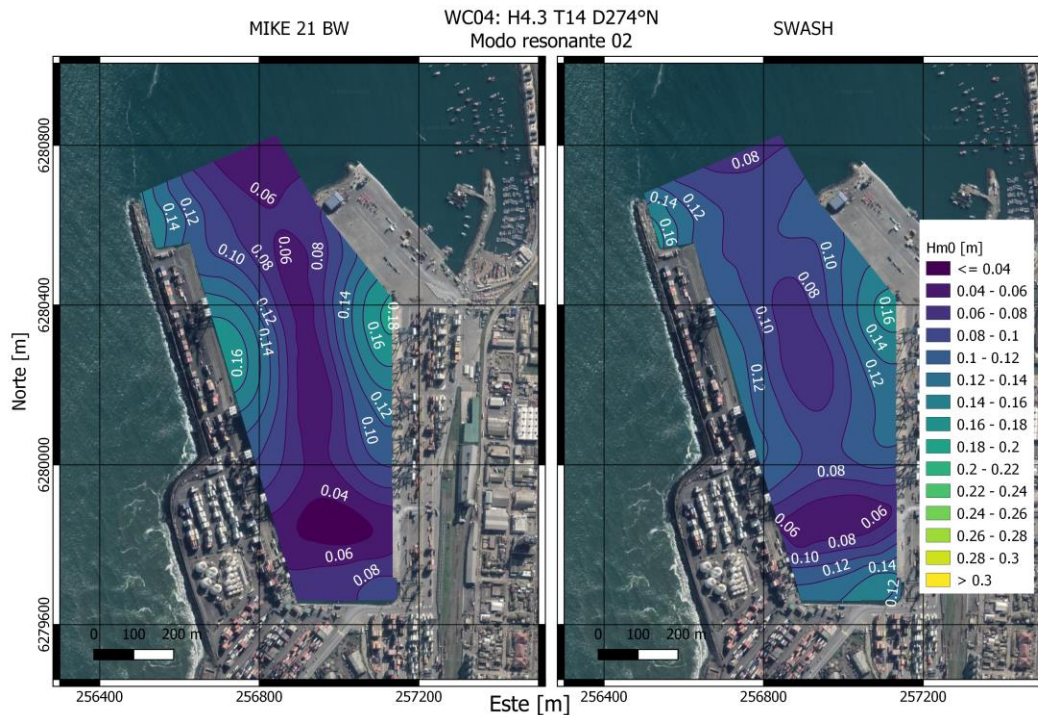 WC04: H4.3 T14 D274°N
MIKE 21 BW
SWASH
Modo resonante 02
Norte [m]
6280800
6280400
6280000
6279600
0.06
0.14
0.12
0.10
0.08
0.06
0.08
0.14
0.12
0.14
0.18
0.16
0.16
0.12
0.10
0.04
0.06
0.08
0 100 200 m
0.08
0.14
0.12
0.16
0.10
0.08
0.10
0.16
0.14
0.12
0.12
0.08
0.06
0.06
0.08
0.10
0.12
0.14
0.12
0 100 200 m
Hm0 [m]
<= 0.04
0.04 - 0.06
0.06 - 0.08
0.08 - 0.1
0.1 - 0.12
0.12 - 0.14
0.14 - 0.16
0.16 - 0.18
0.18 - 0.2
0.2 - 0.22
0.22 - 0.24
0.24 - 0.26
0.26 - 0.28
0.28 - 0.3
> 0.3
256400 256800 257200 256400 256800 257200
Este [m]